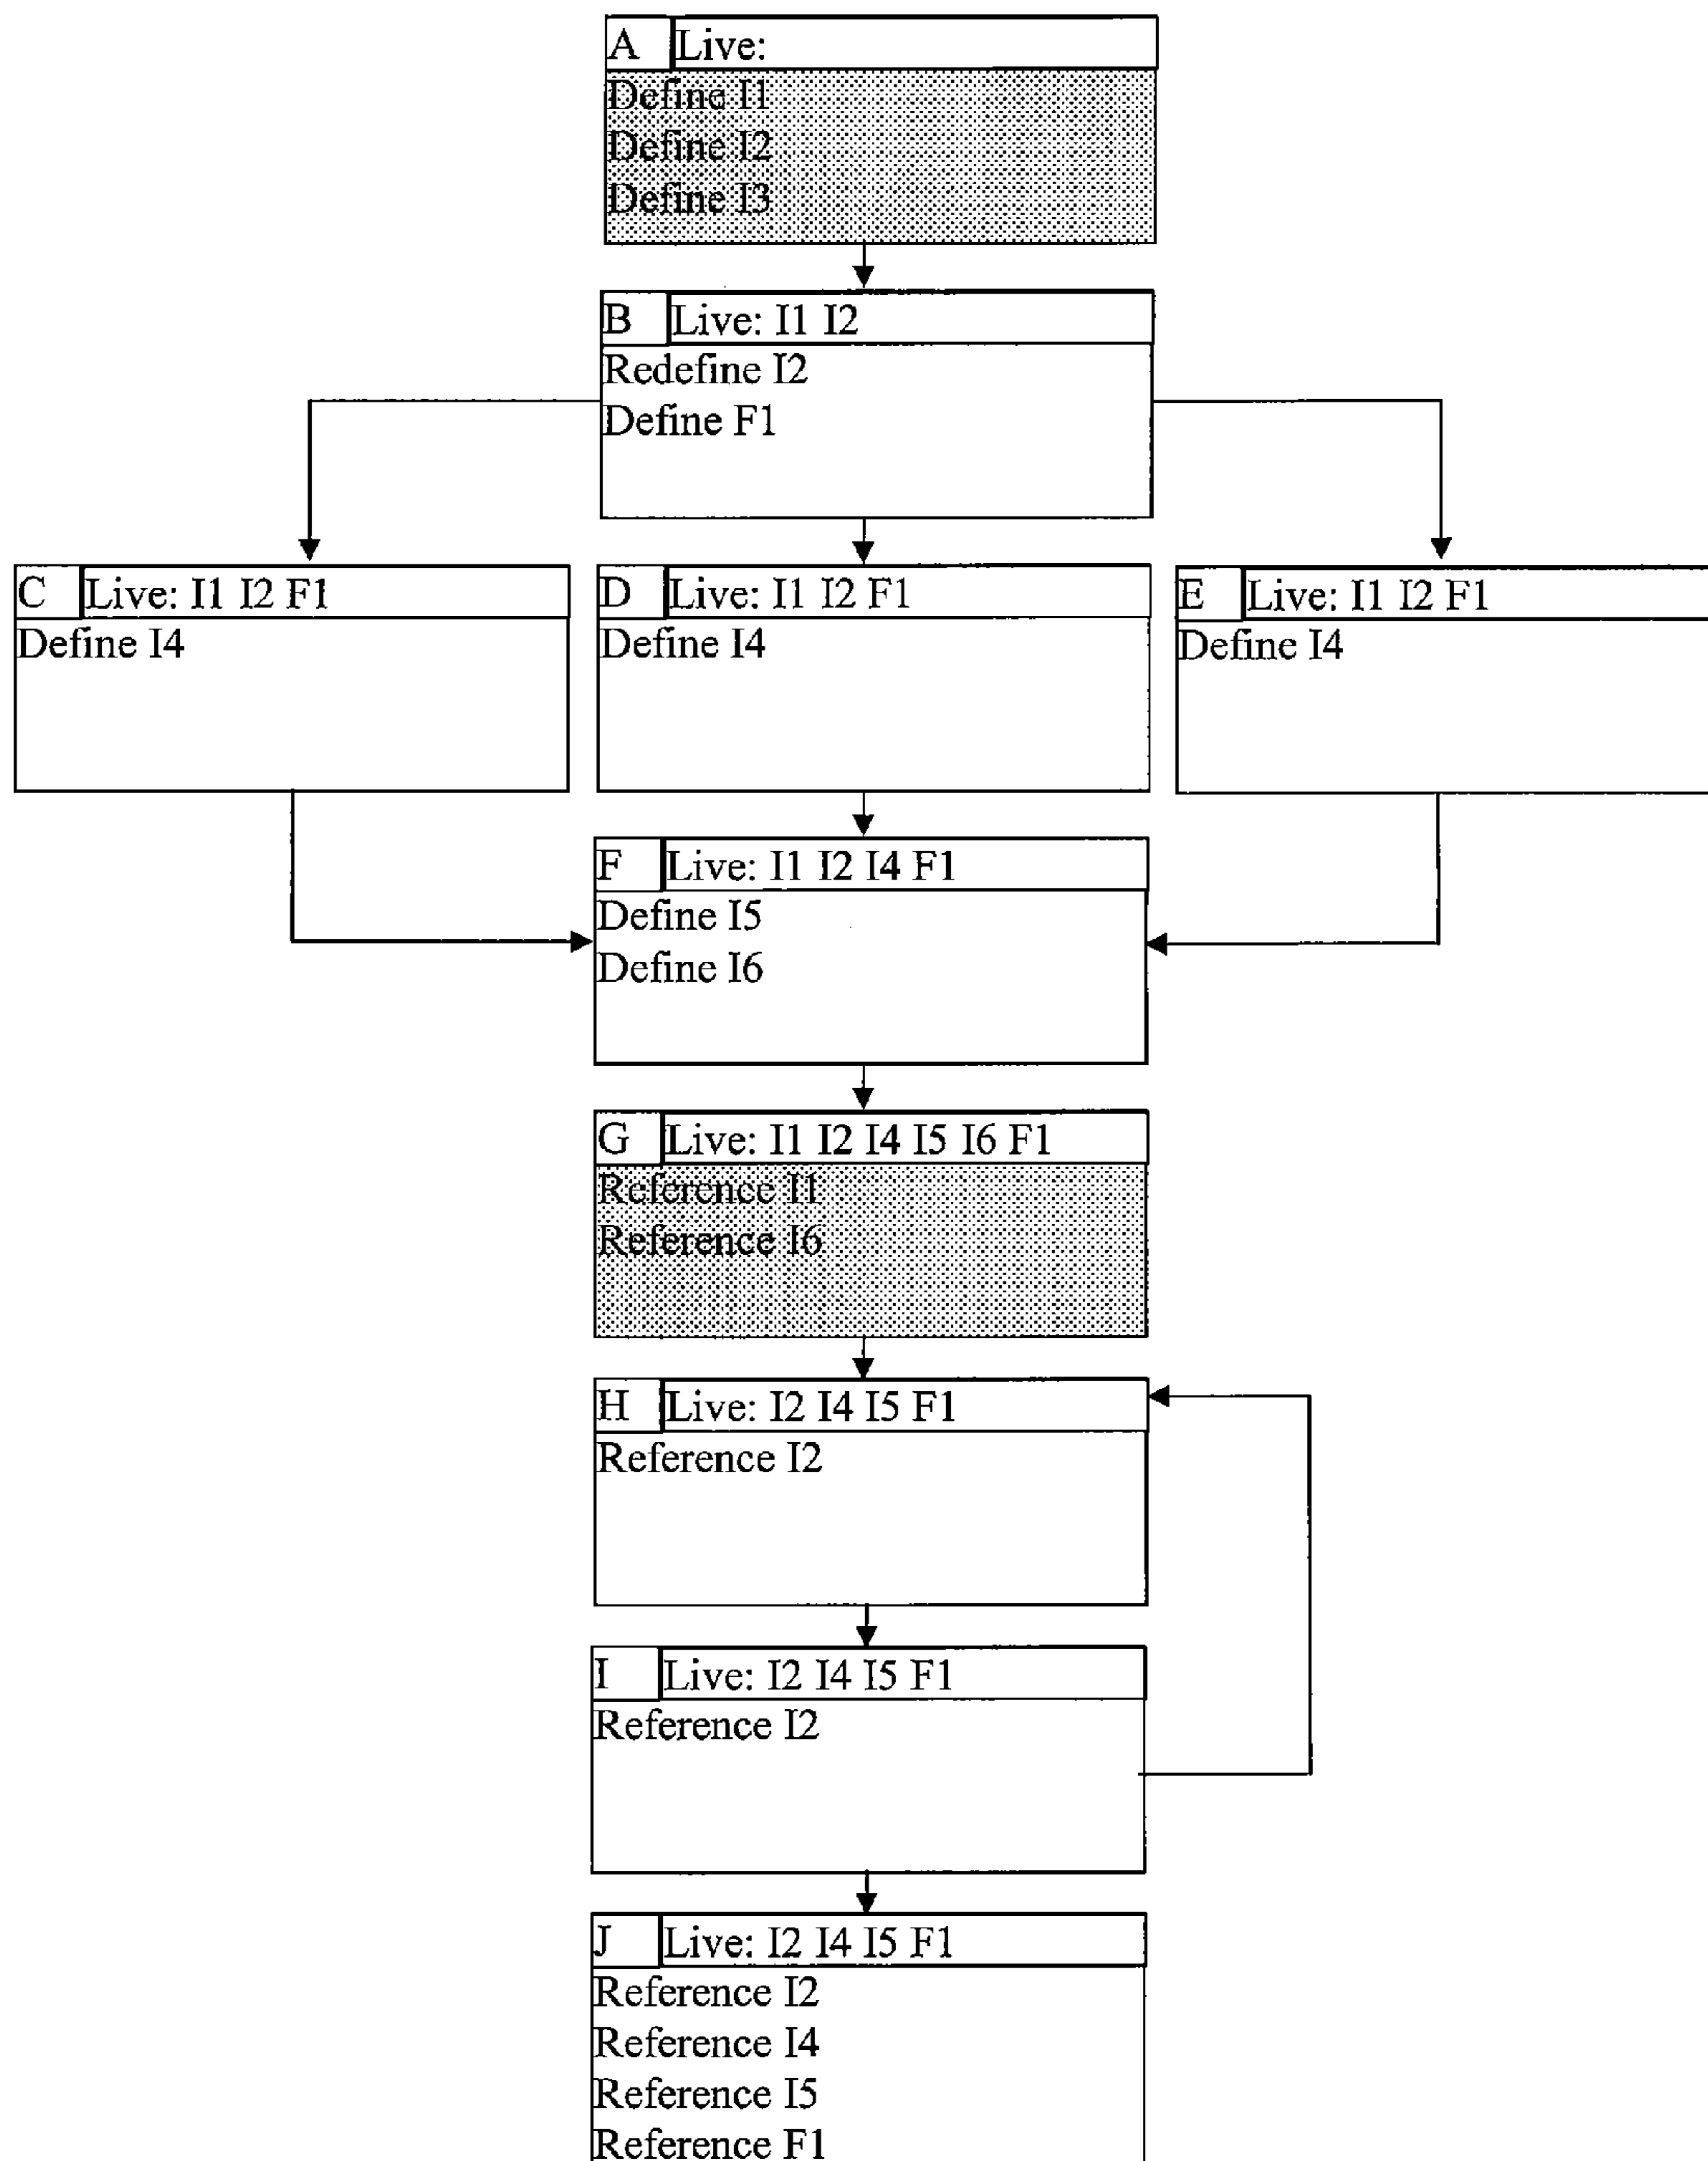 A Live:
Define I1
Define I2
Define I3
B Live: I1 I2
Redefine I2
Define F1
C Live: I1 I2 F1
Define I4
D Live: I1 I2 F1
Define I4
E Live: I1 I2 F1
Define I4
F Live: I1 I2 I4 F1
Define I5
Define I6
G Live: I1 I2 I4 I5 I6 F1
Reference I1
Reference I6
H Live: I2 I4 I5 F1
Reference I2
I Live: I2 I4 I5 F1
Reference I2
J Live: I2 I4 I5 F1
Reference I2
Reference I4
Reference I5
Reference F1